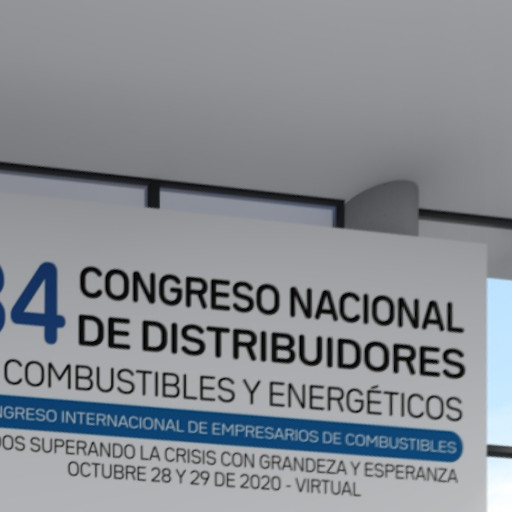 34 CONGRESO NACIONAL
DE DISTRIBUIDORES
COMBUSTIBLES Y ENERGÉTICOS
INTERNACIONAL DE EMPRESARIOS DE COMBUSTIBLES
SUPERANDO LA CRISIS CON GRANDEZA Y ESPERANZA
OCTUBRE 28 Y 29 DE 2020 - VIRTUAL